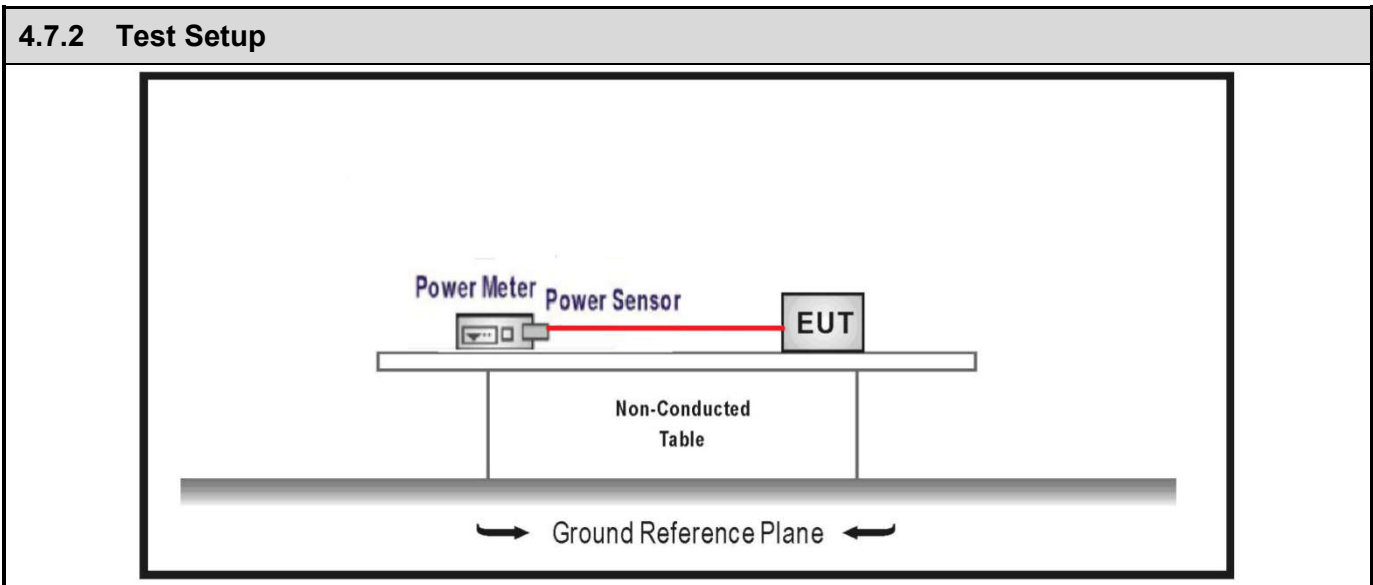 4.7.2 Test Setup
Power Meter
Power Sensor
EUT
Non-Conducted
Table
Ground Reference Plane